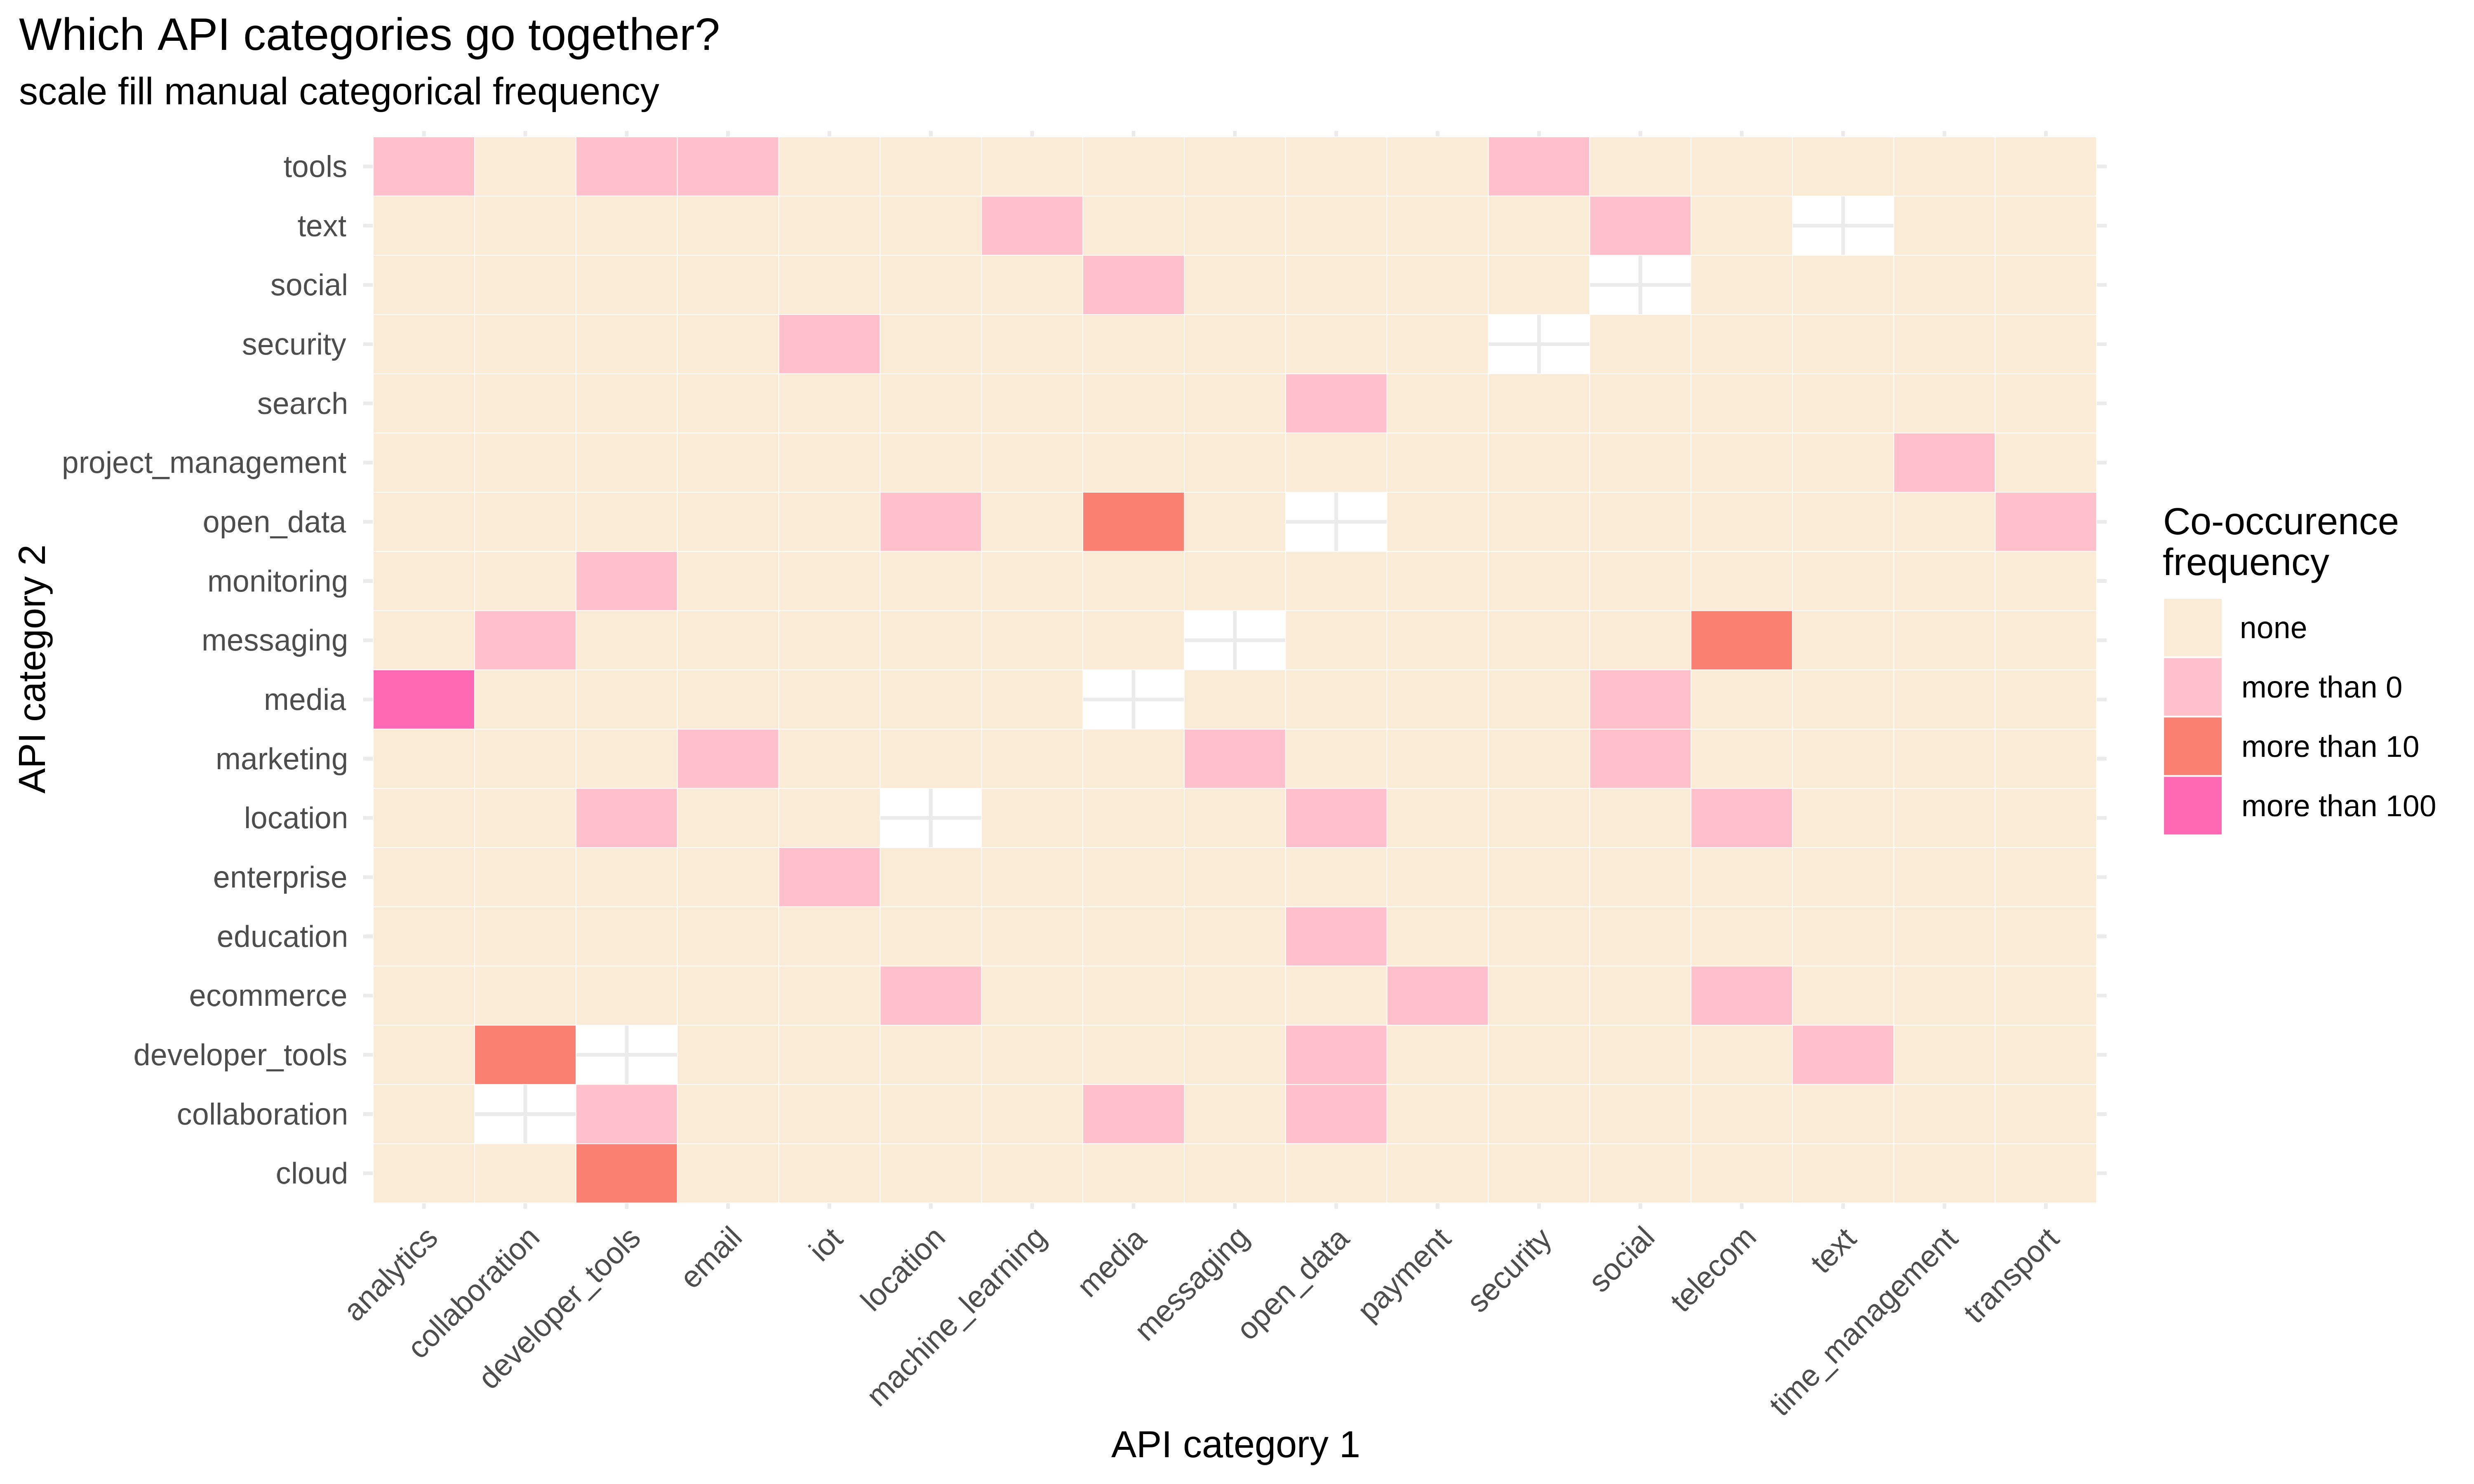 Which API categories go together?
scale fill manual categorical frequency
API category 2
tools
text
social
security
search
project_management
open_data
monitoring
messaging
media
marketing
location
enterprise
education
ecommerce
developer_tools
collaboration
cloud
analytics
collaboration
developer_tools
email
iot
location
machine_learning
media
messaging
open_data
payment
security
social
telecom
text
time_management
transport
API category 1
Co-occurence
frequency
none
more than 0
more than 10
more than 100